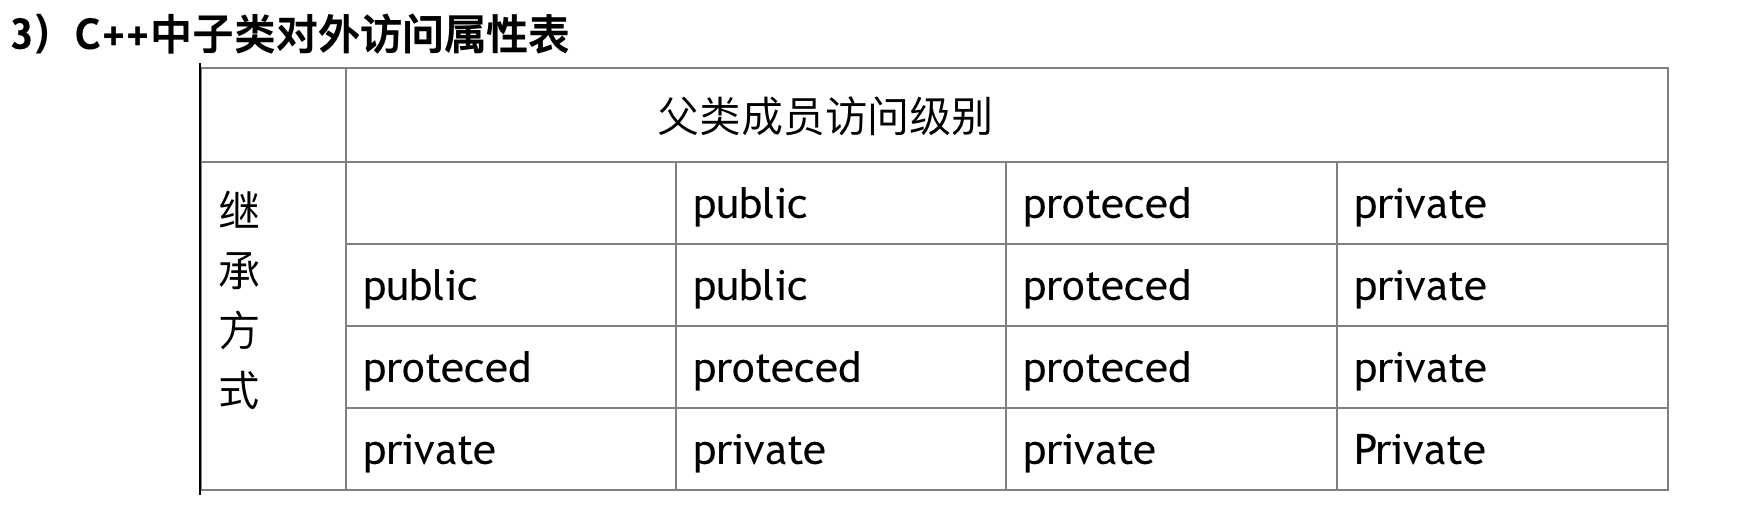 3）C++中子类对外访问属性表
父类成员访问级别
继
承
方
式
public proteced private
public public proteced private
proteced proteced proteced private
private private private Private